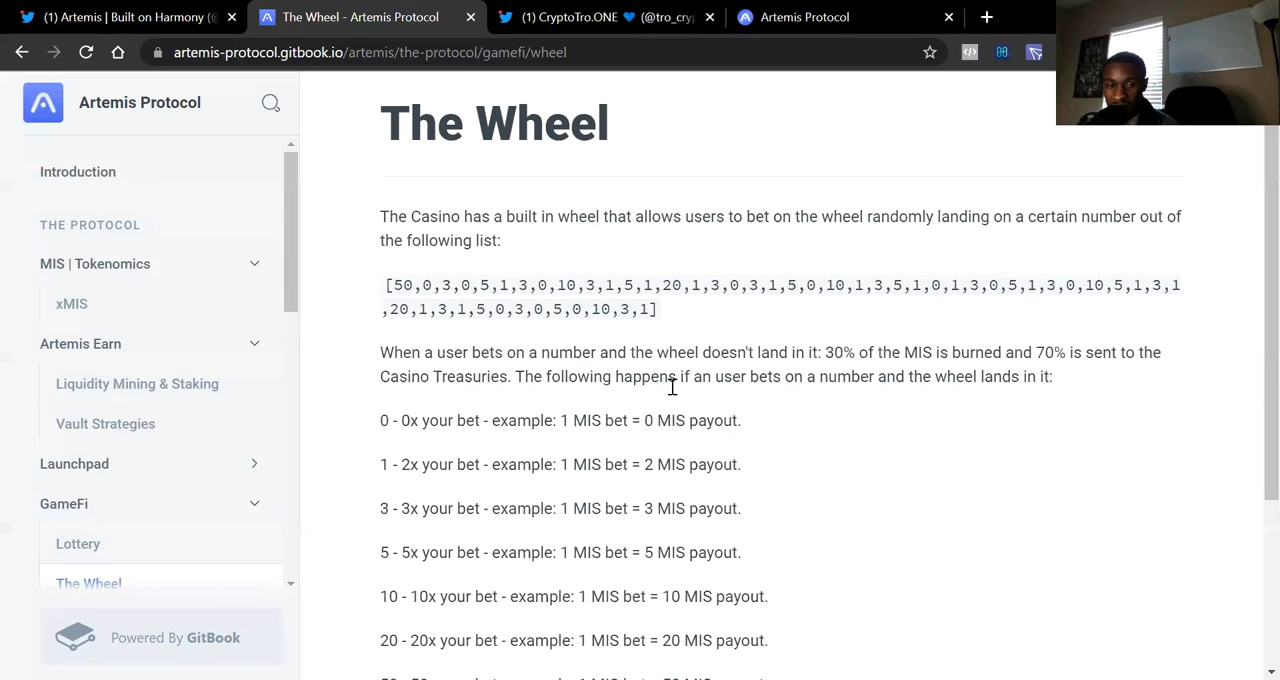 (1) Artemis | Built on Harmony (@
The Wheel - Artemis Protocol
(1) CryptoTro.ONE 💙 (@tro_cryp
Artemis Protocol
artemis-protocol.gitbook.io/artemis/the-protocol/gamefi/wheel
Artemis Protocol
Introduction
THE PROTOCOL
MIS | Tokenomics
xMIS
Artemis Earn
Liquidity Mining & Staking
Vault Strategies
Launchpad
GameFi
Lottery
The Wheel
Powered By GitBook
The Wheel
The Casino has a built in wheel that allows users to bet on the wheel randomly landing on a certain number out of
the following list:
[50,0,3,0,5,1,3,0,10,3,1,5,1,20,1,3,0,3,1,5,0,10,1,3,5,1,0,1,3,0,5,1,3,0,10,5,1,3,1
,20,1,3,1,5,0,3,0,5,0,10,3,1]
When a user bets on a number and the wheel doesn't land in it: 30% of the MIS is burned and 70% is sent to the
Casino Treasuries. The following happens if an user bets on a number and the wheel lands in it:
0 - 0x your bet - example: 1 MIS bet = 0 MIS payout.
1 - 2x your bet - example: 1 MIS bet = 2 MIS payout.
3 - 3x your bet - example: 1 MIS bet = 3 MIS payout.
5 - 5x your bet - example: 1 MIS bet = 5 MIS payout.
10 - 10x your bet - example: 1 MIS bet = 10 MIS payout.
20 - 20x your bet - example: 1 MIS bet = 20 MIS payout.